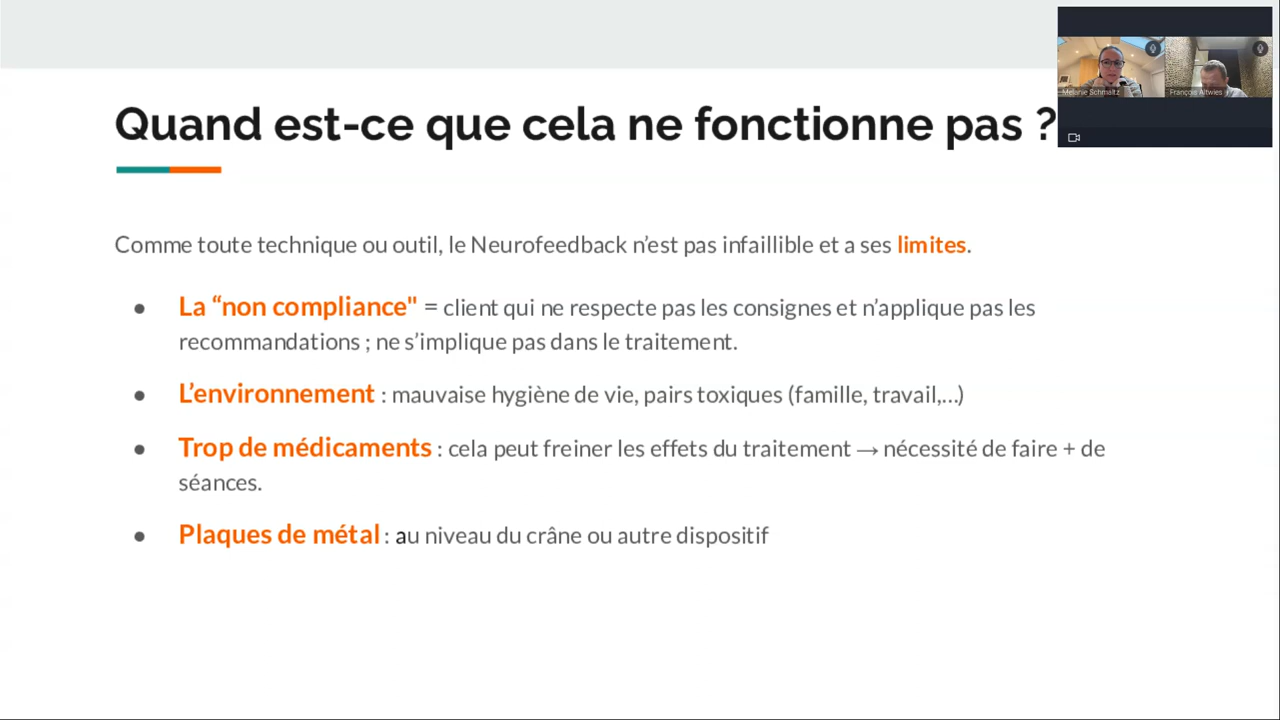 Quand est-ce que cela ne fonctionne pas ?
Melanie Schmaltz
François Altwies
Comme toute technique ou outil, le Neurofeedback n’est pas infaillible et a ses limites.
● La “non compliance" = client qui ne respecte pas les consignes et n’applique pas les
recommandations ; ne s’implique pas dans le traitement.
● L’environnement : mauvaise hygiène de vie, pairs toxiques (famille, travail,...)
● Trop de médicaments : cela peut freiner les effets du traitement → nécessité de faire + de
séances.
● Plaques de métal : au niveau du crâne ou autre dispositif